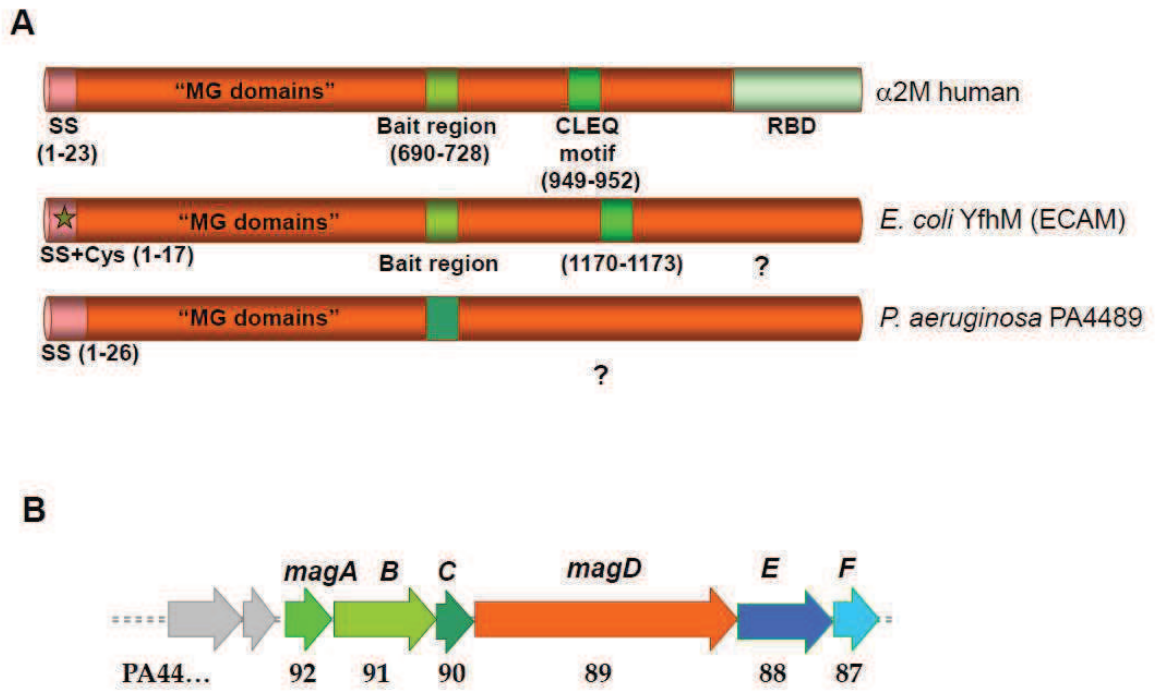 A
“MG domains”
α2M human
SS
(1-23)
Bait region
(690-728)
CLEQ
motif
(949-952)
RBD
“MG domains”
E. coli YfhM (ECAM)
SS+Cys (1-17)
Bait region
(1170-1173)
?
“MG domains”
P. aeruginosa PA4489
SS (1-26)
?
B
magA B C magD E F
PA44... 92 91 90 89 88 87